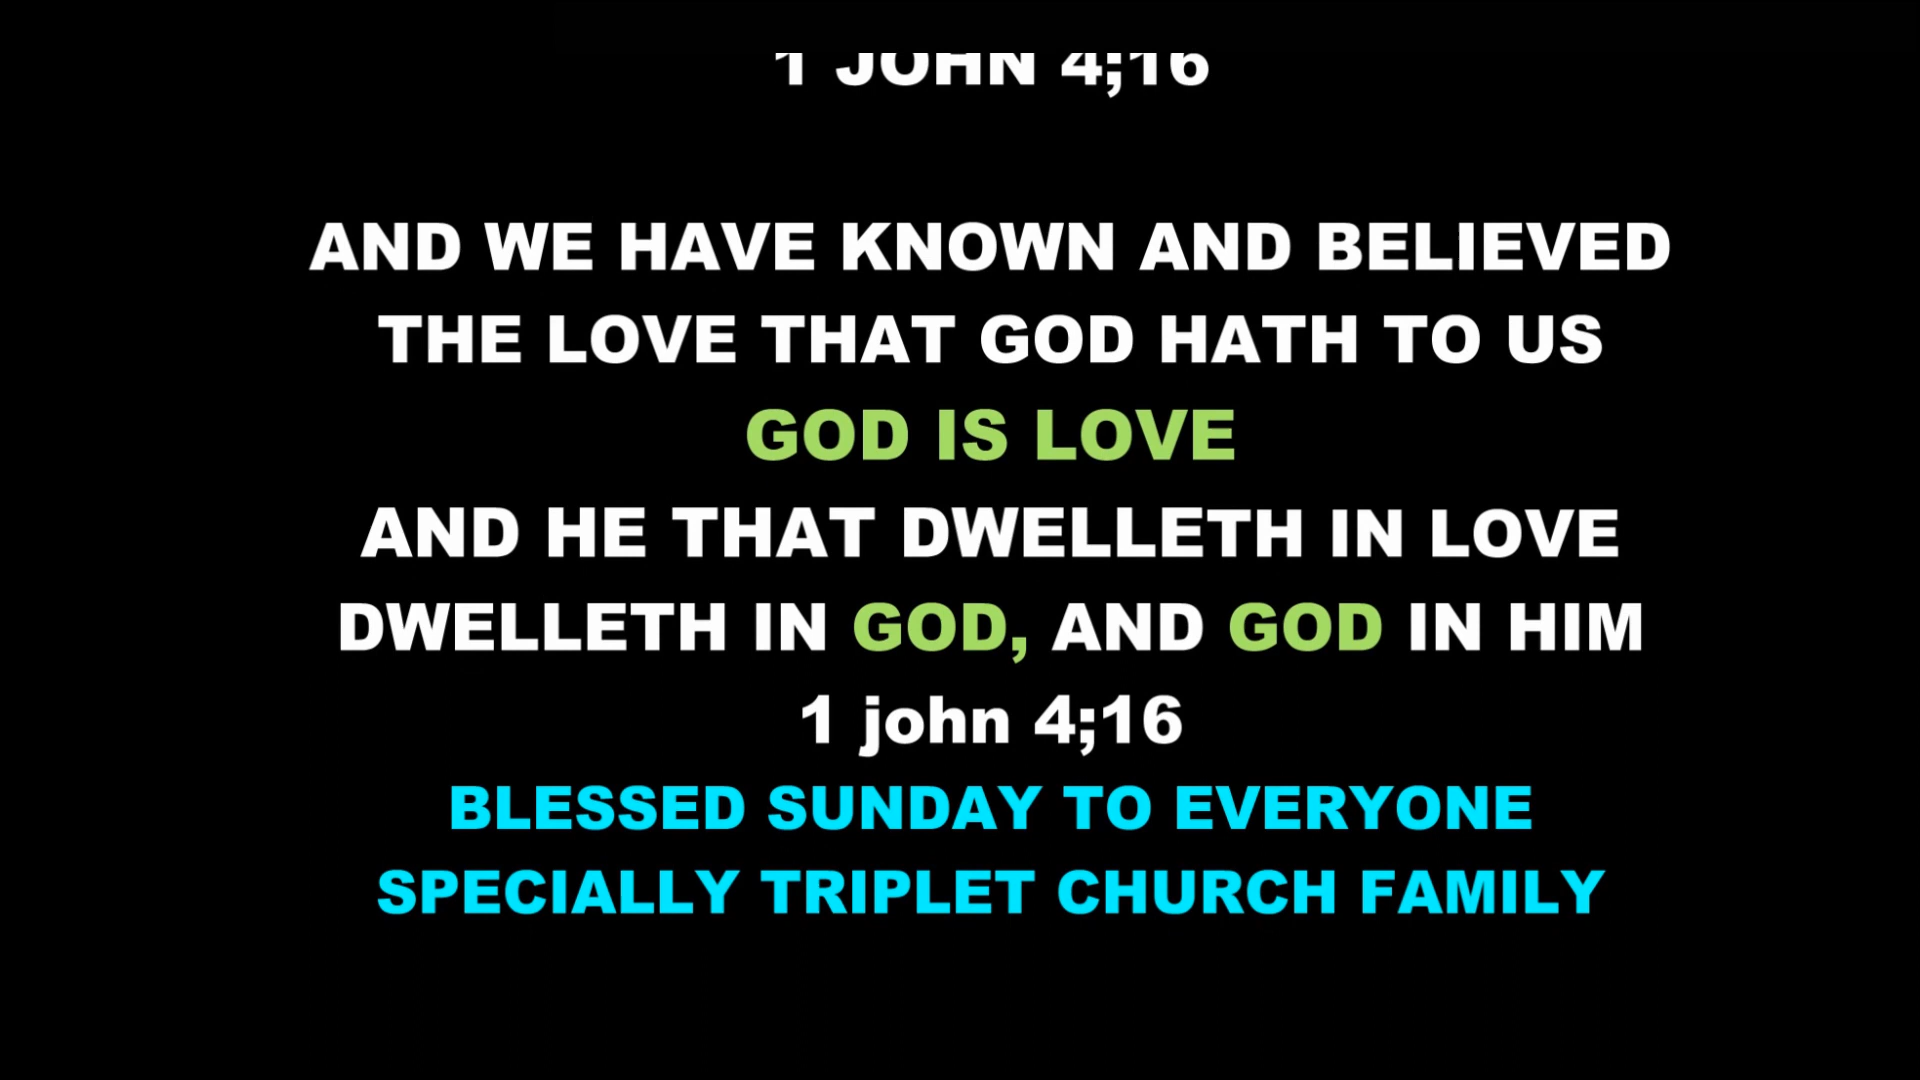 1 JOHN 4;16
AND WE HAVE KNOWN AND BELIEVED
THE LOVE THAT GOD HATH TO US
GOD IS LOVE
AND HE THAT DWELLETH IN LOVE
DWELLETH IN GOD, AND GOD IN HIM
1 john 4;16
BLESSED SUNDAY TO EVERYONE
SPECIALLY TRIPLET CHURCH FAMILY